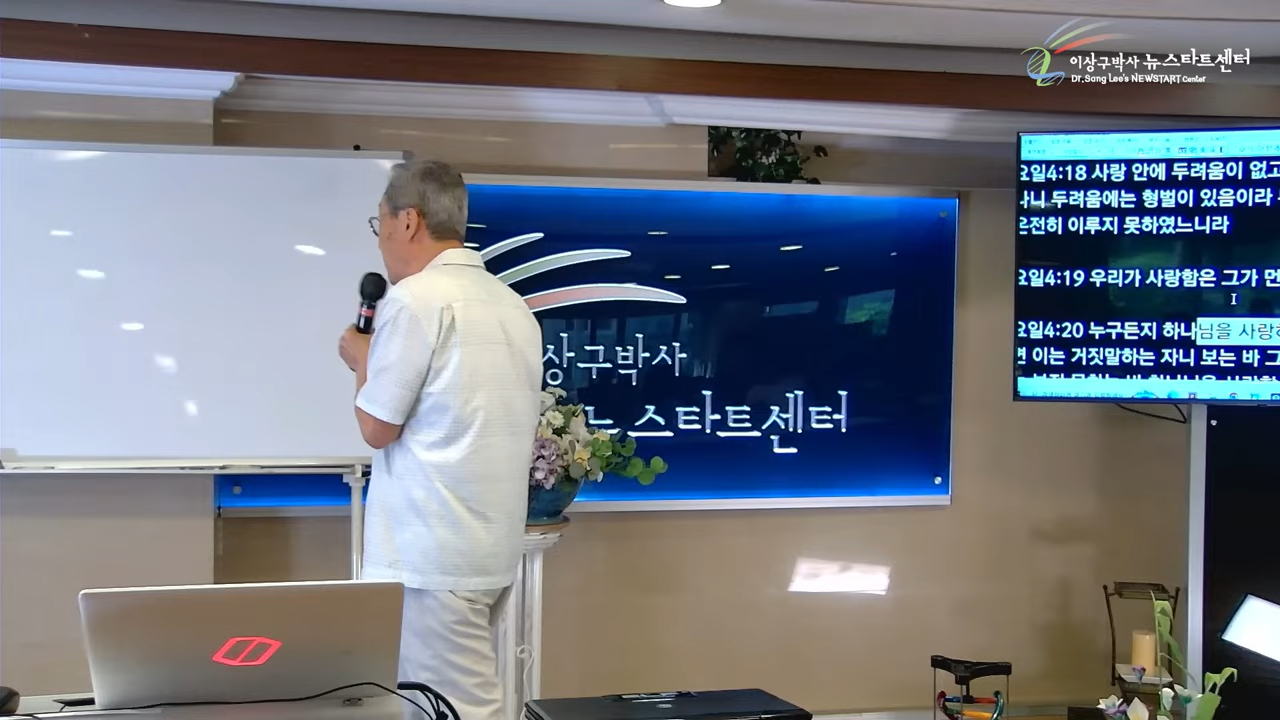 이상구박사 뉴스타트센터
Dr. Sang Lee's NEWSTART Center
요일4:18 사랑 안에 두려움이 없고
나니 두려움에는 형벌이 있음이라
온전히 이루지 못하였느니라
요일4:19 우리가 사랑함은 그가 먼
요일4:20 누구든지 하나님을 사랑하
면 이는 거짓말하는 자니 보는 바 그
상구박사
뉴스타트센터